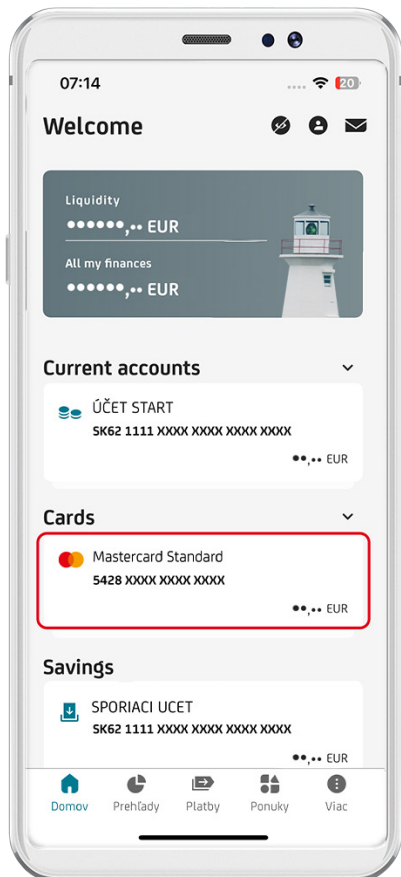 07:14
20
Welcome
Liquidity
••••••,•• EUR
All my finances
••••••,•• EUR
Current accounts
ÚČET START
SK62 1111 XXXX XXXX XXXX XXXX
••,•• EUR
Cards
Mastercard Standard
5428 XXXX XXXX XXXX
••,•• EUR
Savings
SPORIACI UCET
SK62 1111 XXXX XXXX XXXX XXXX
••,•• EUR
Domov Prehľady Platby Ponuky Viac